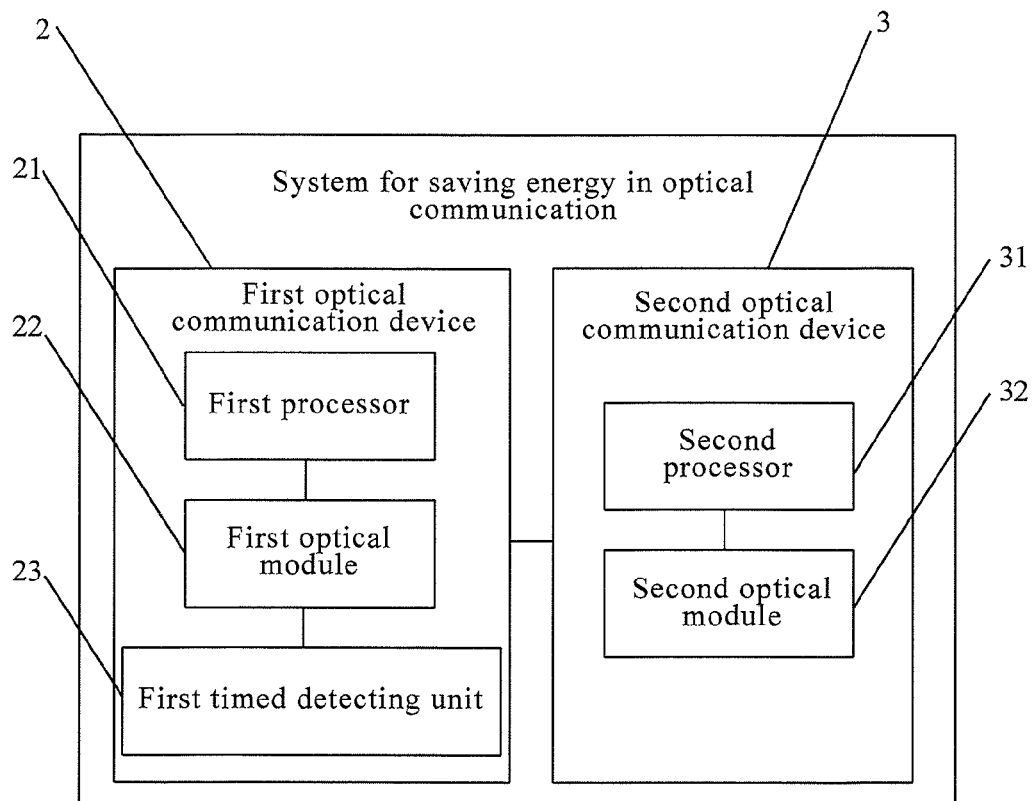 2
3
21
System for saving energy in optical
communication
31
First optical
communication device
Second optical
communication device
22
First processor
32
Second
processor
First optical
module
23
Second optical
module
First timed detecting unit